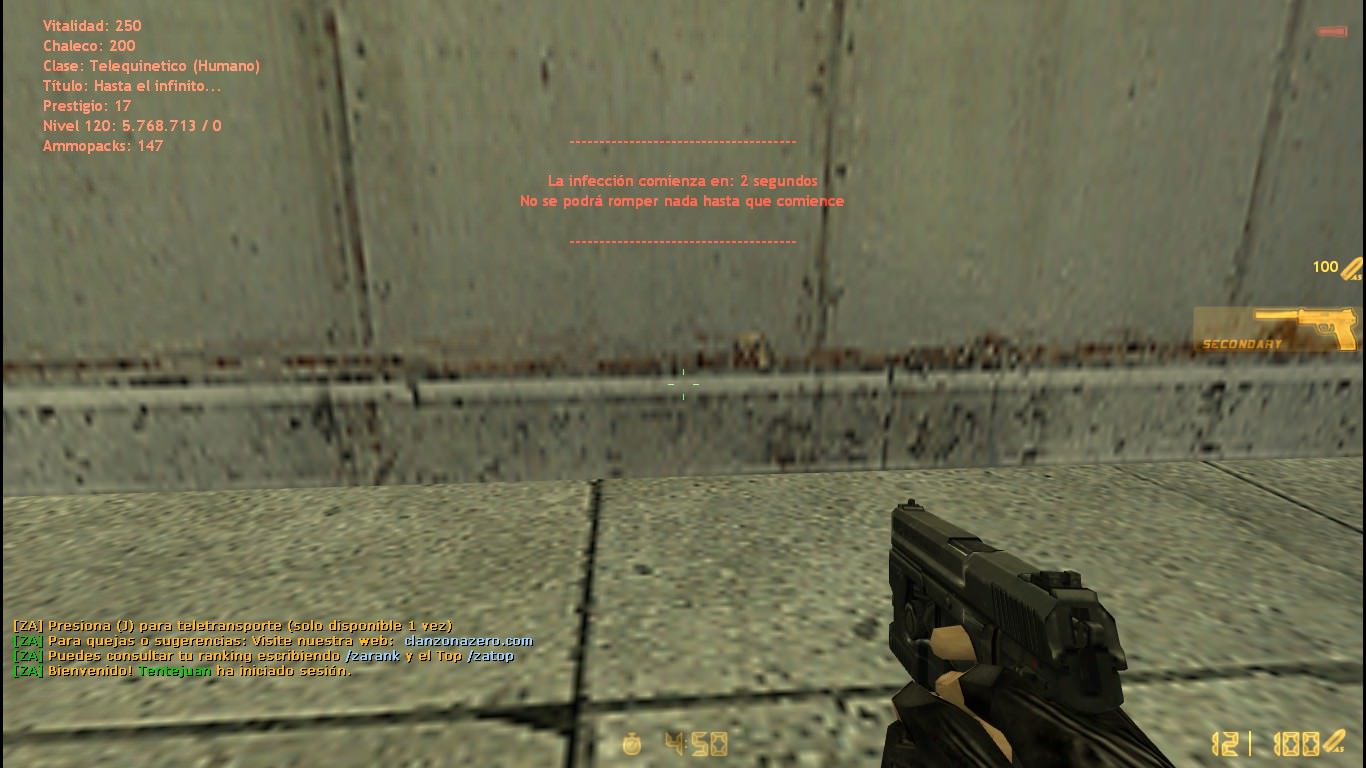 Vitalidad: 250
Chaleco: 200
Clase: Telequinetico (Humano)
Título: Hasta el infinito...
Prestigio: 17
Nivel 120: 5.768.713 / 0
Ammopacks: 147
------------------------------------
La infección comienza en: 2 segundos
No se podrá romper nada hasta que comience
------------------------------------
100
.45
SECONDARY
[ZA] Presiona (J) para teletransporte (solo disponible 1 vez)
[ZA] Para quejas o sugerencias: Visite nuestra web: clanzonazero.com
[ZA] Puedes consultar tu ranking escribiendo /zarank y el Top /zatop
[ZA] Bienvenido! Tentejuan ha iniciado sesión.
4:50
12| 100
.45